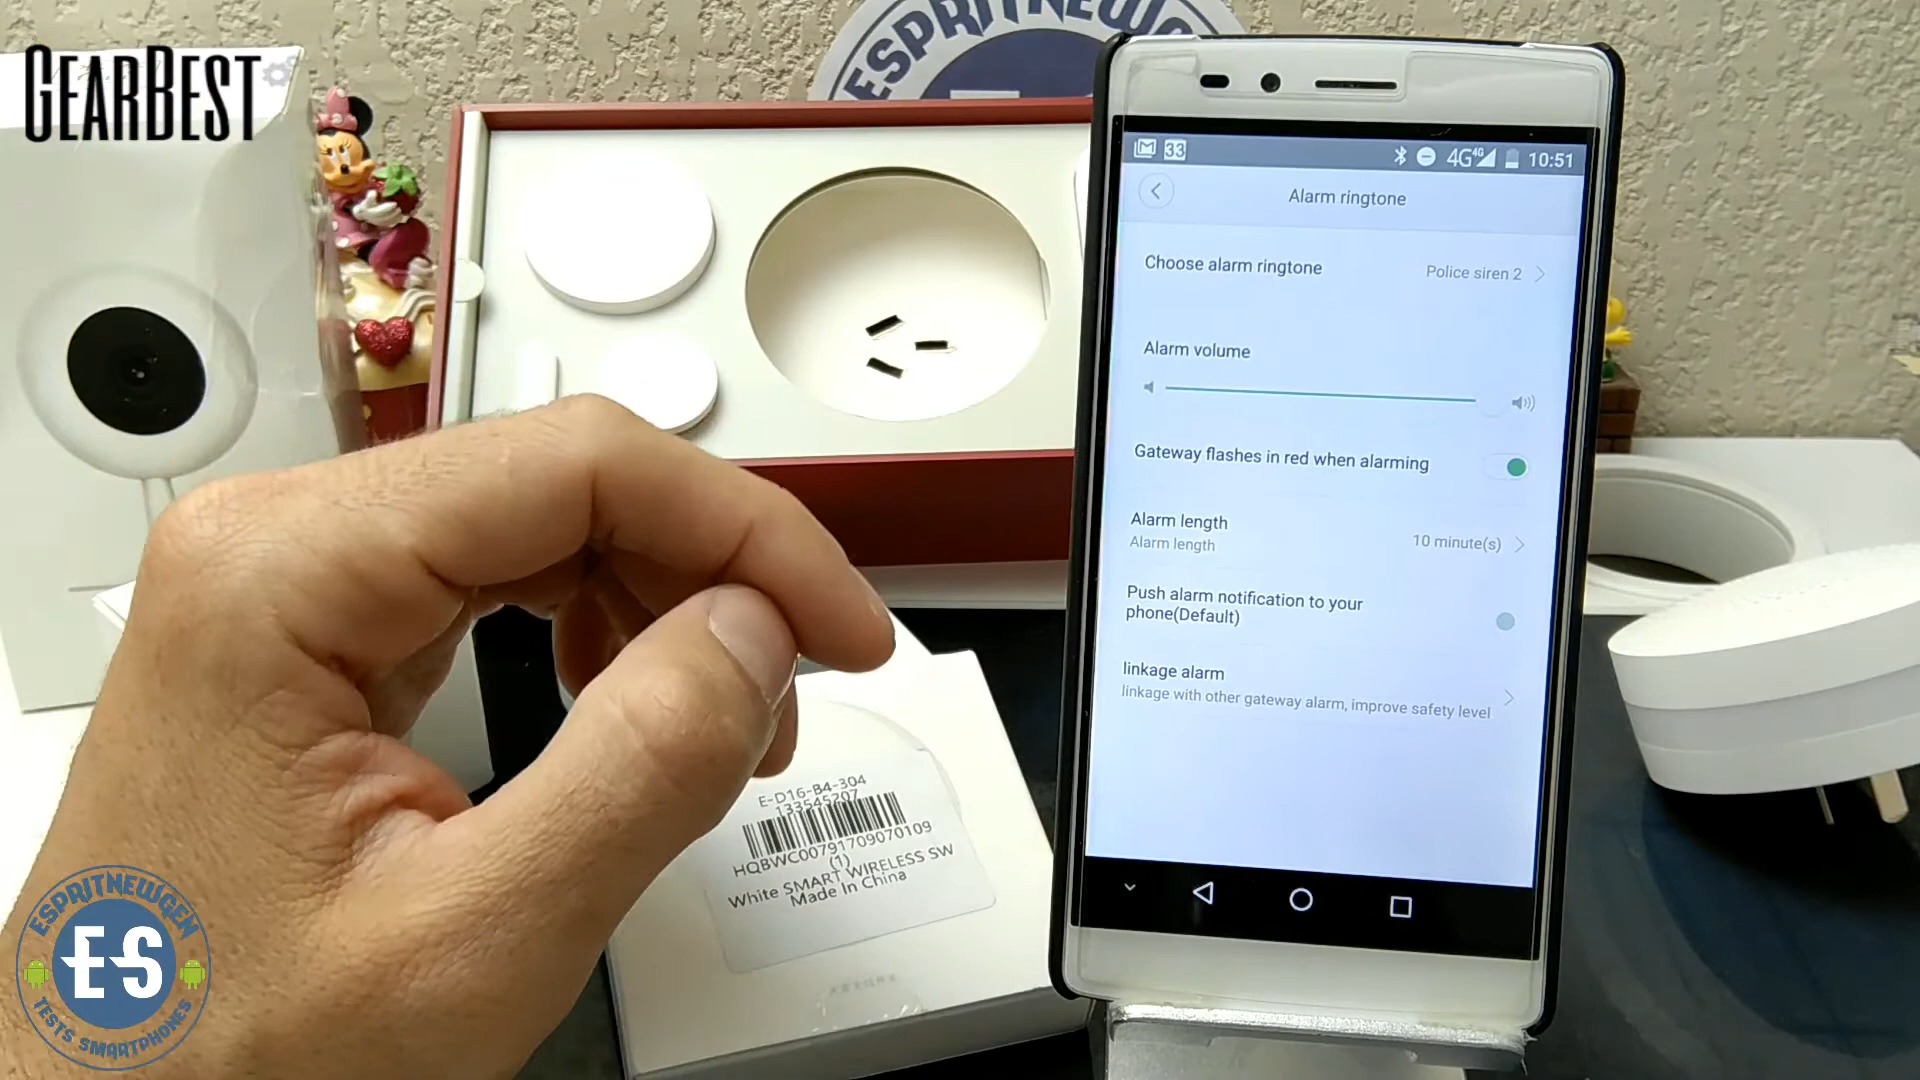 GEARBEST
ESPRITNEWG
33
4G 4G
10:51
Alarm ringtone
Choose alarm ringtone
Police siren 2
Alarm volume
Gateway flashes in red when alarming
Alarm length
Alarm length
10 minute(s)
Push alarm notification to your
phone(Default)
linkage alarm
linkage with other gateway alarm, improve safety level
E-D16-B4-304
133545207
HQBWC00791709070109
(1)
White SMART WIRELESS SW
Made In China
ESPRITNEWGEN
ES
TESTS SMARTPHONES